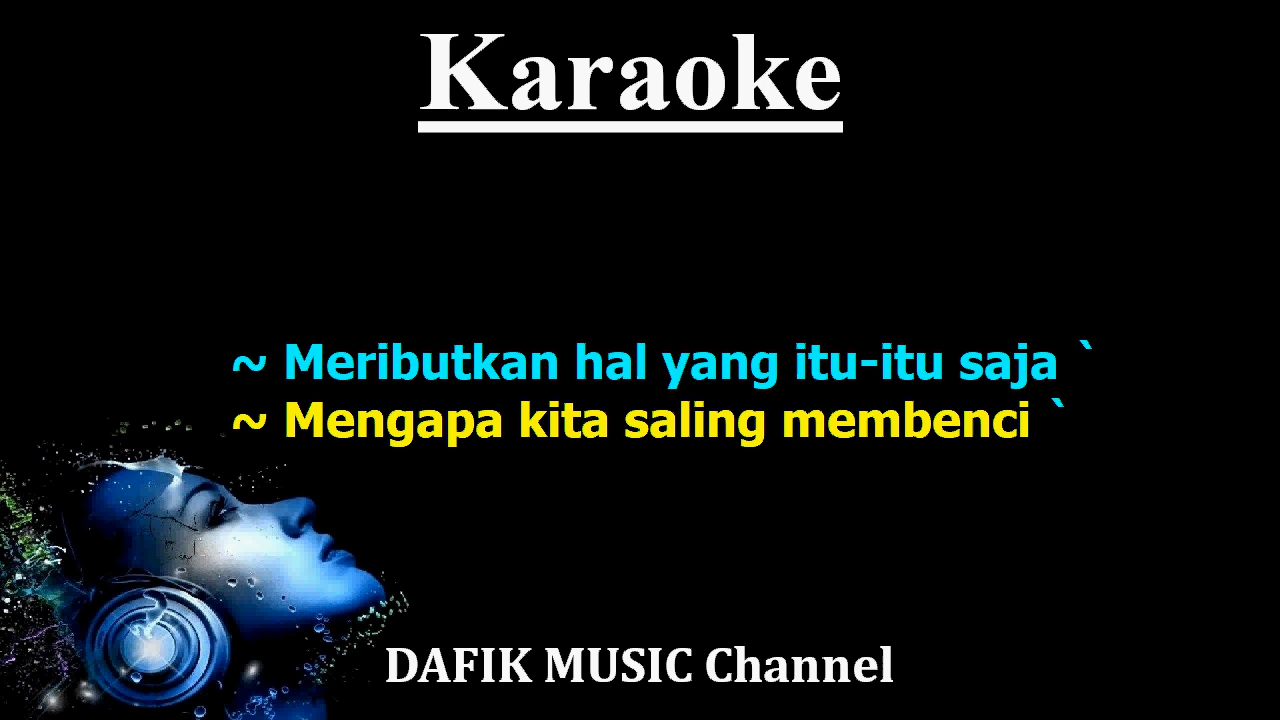 Karaoke
~ Meributkan hal yang itu-itu saja `
~ Mengapa kita saling membenci `
DAFIK MUSIC Channel